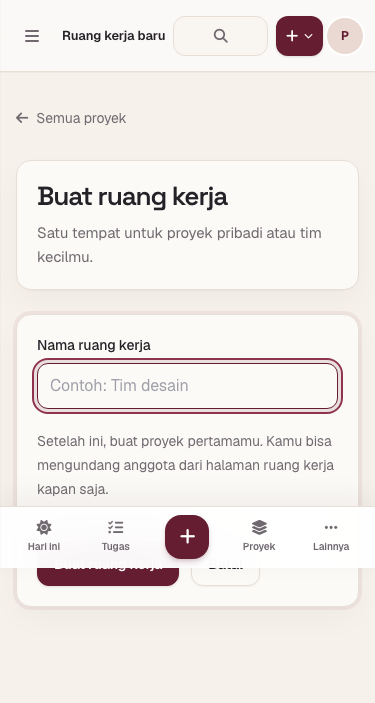 Ruang kerja baru
P
Semua proyek
Buat ruang kerja
Satu tempat untuk proyek pribadi atau tim
kecilmu.
Nama ruang kerja
Contoh: Tim desain
Setelah ini, buat proyek pertamamu. Kamu bisa
mengundang anggota dari halaman ruang kerja
kapan saja.
Hari ini
Tugas
Proyek
Lainnya